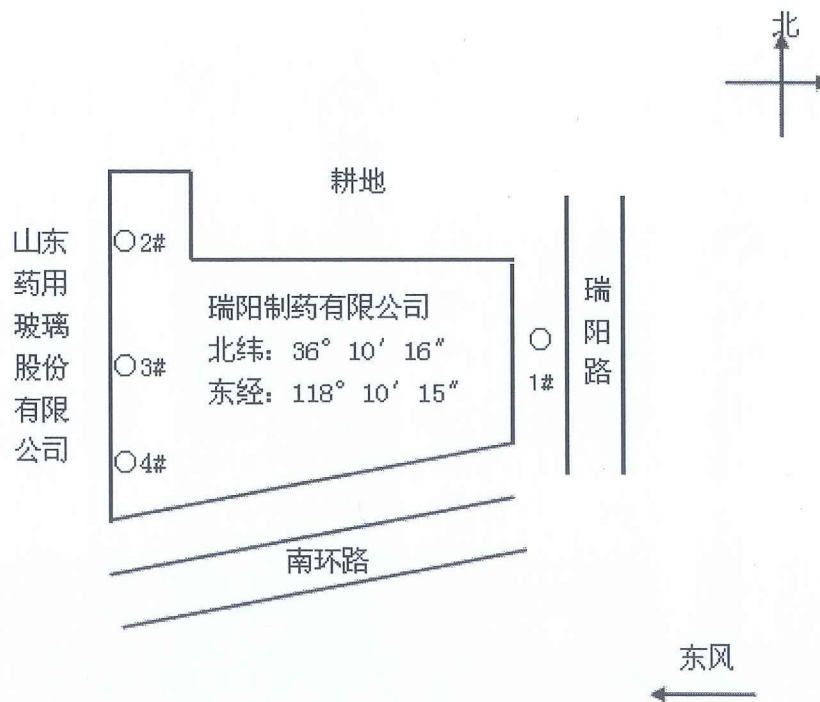 北
耕地
山东
药用
玻璃
股份
有限
公司
2#
瑞阳制药有限公司
北纬：36° 10′ 16″
东经：118° 10′ 15″
3#
4#
1#
瑞
阳
路
南环路
东风